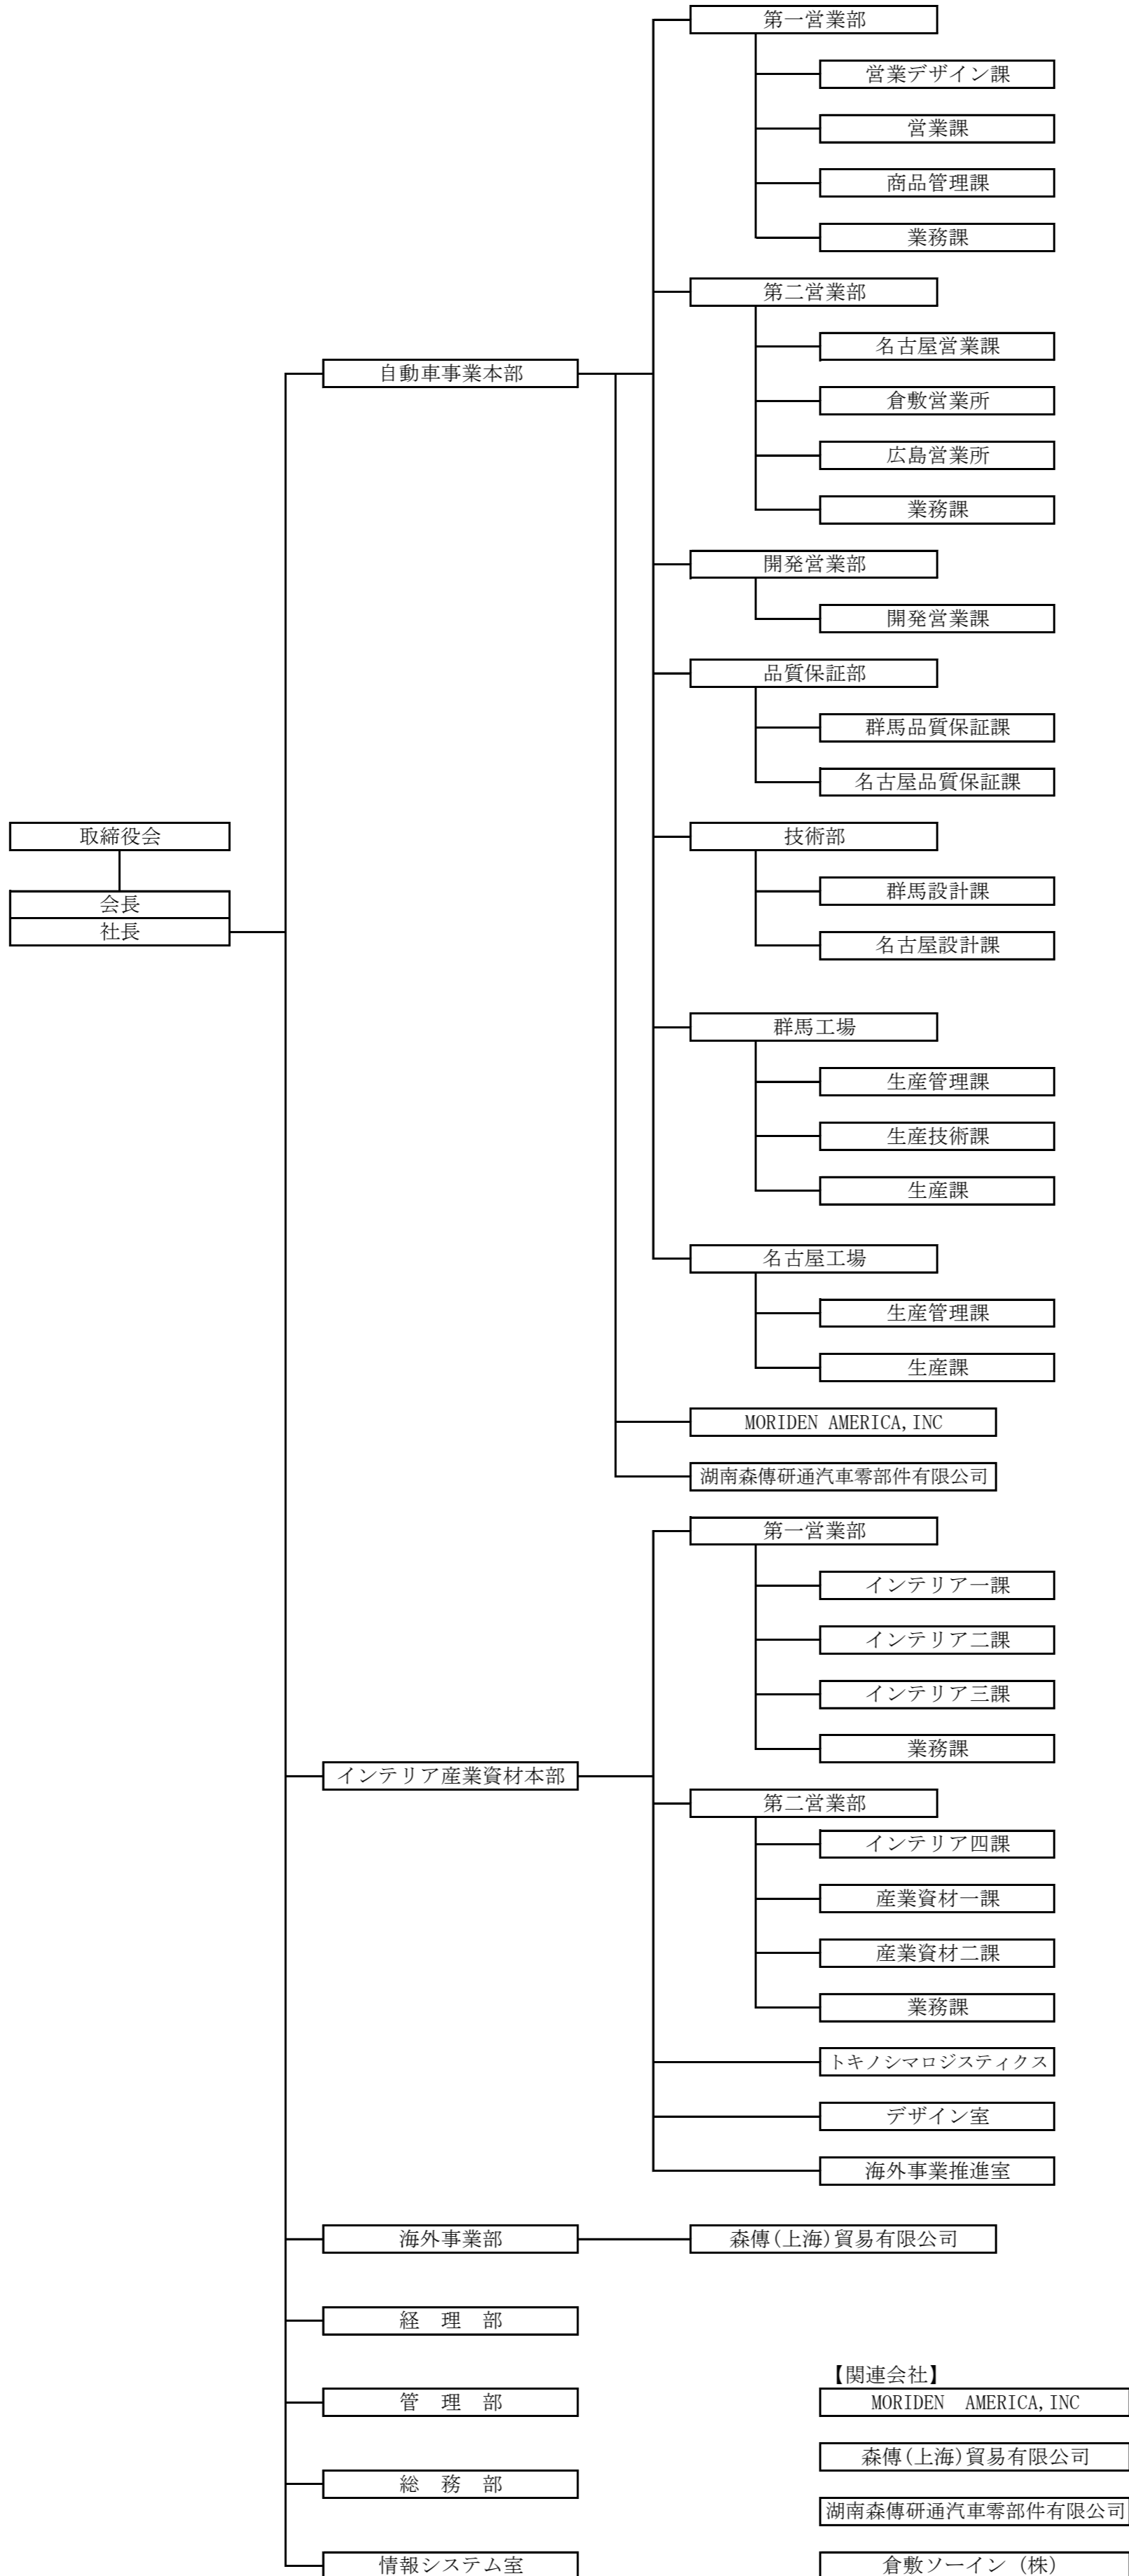 第一営業部
営業デザイン課
営業課
商品管理課
業務課
第二営業部
名古屋営業課
自動車事業本部
倉敷営業所
広島営業所
業務課
開発営業部
開発営業課
品質保証部
群馬品質保証課
名古屋品質保証課
取締役会
技術部
会長
群馬設計課
社長
名古屋設計課
群馬工場
生産管理課
生産技術課
生産課
名古屋工場
生産管理課
生産課
MORIDEN AMERICA,INC
湖南森傳研通汽車零部件有限公司
第一営業部
インテリア一課
インテリア二課
インテリア三課
業務課
インテリア産業資材本部
第二営業部
インテリア四課
産業資材一課
産業資材二課
業務課
トキノシマロジスティクス
デザイン室
海外事業推進室
海外事業部
森傳(上海)貿易有限公司
経　理　部
【関連会社】
管　理　部
MORIDEN　AMERICA,INC
森傳(上海)貿易有限公司
総　務　部
湖南森傳研通汽車零部件有限公司
情報システム室
倉敷ソーイン（株）